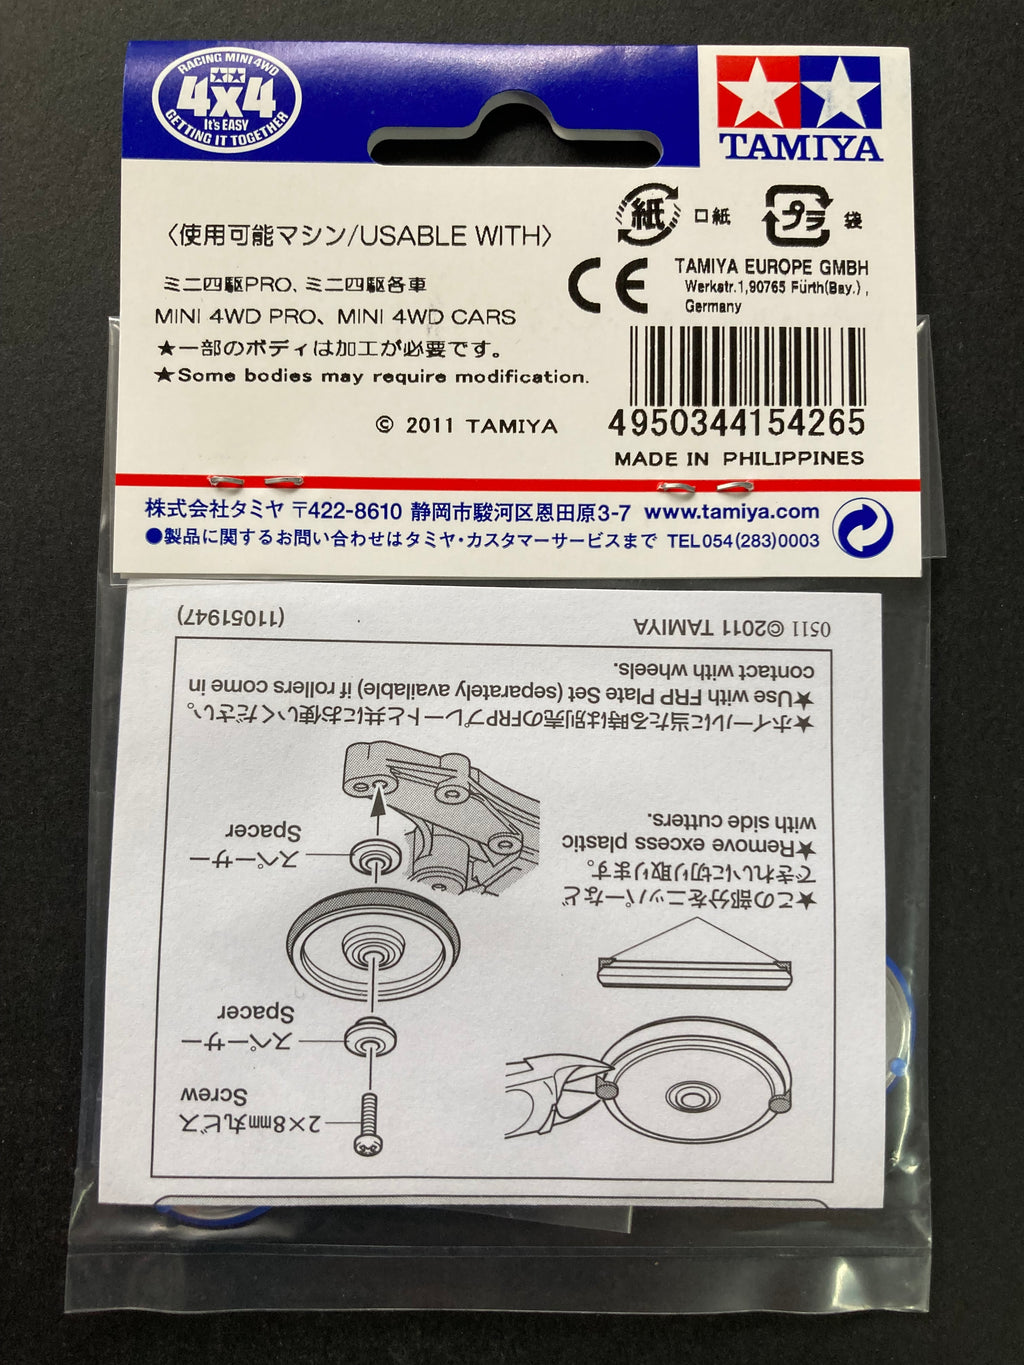 RACING MINI 4WD
4x4
It's EASY
GETTING IT TOGETHER
TAMIYA
紙 口紙 プラ 袋
〈使用可能マシン/USABLE WITH〉
ミニ四駆PRO、ミニ四駆各車
MINI 4WD PRO、MINI 4WD CARS
★一部のボディは加工が必要です。
★Some bodies may require modification.
© 2011 TAMIYA
CE
TAMIYA EUROPE GMBH
Werkstr.1,90765 Fürth(Bay.),
Germany
4950344154265
MADE IN PHILIPPINES
株式会社タミヤ 〒422-8610 静岡市駿河区恩田原3-7 www.tamiya.com
●製品に関するお問い合わせはタミヤ・カスタマーサービスまで TEL054(283)0003
2×8mm丸ビス
Screw
スペーサー
Spacer
スペーサー
Spacer
★この部分をニッパーなど
できれいに切り取ります。
★Remove excess plastic
with side cutters.
★ホイールに当たる時は別売のFRPプレートと共にお使いください。
★Use with FRP Plate Set (separately available) if rollers come in
contact with wheels.
0511 ©2011 TAMIYA
(11051947)